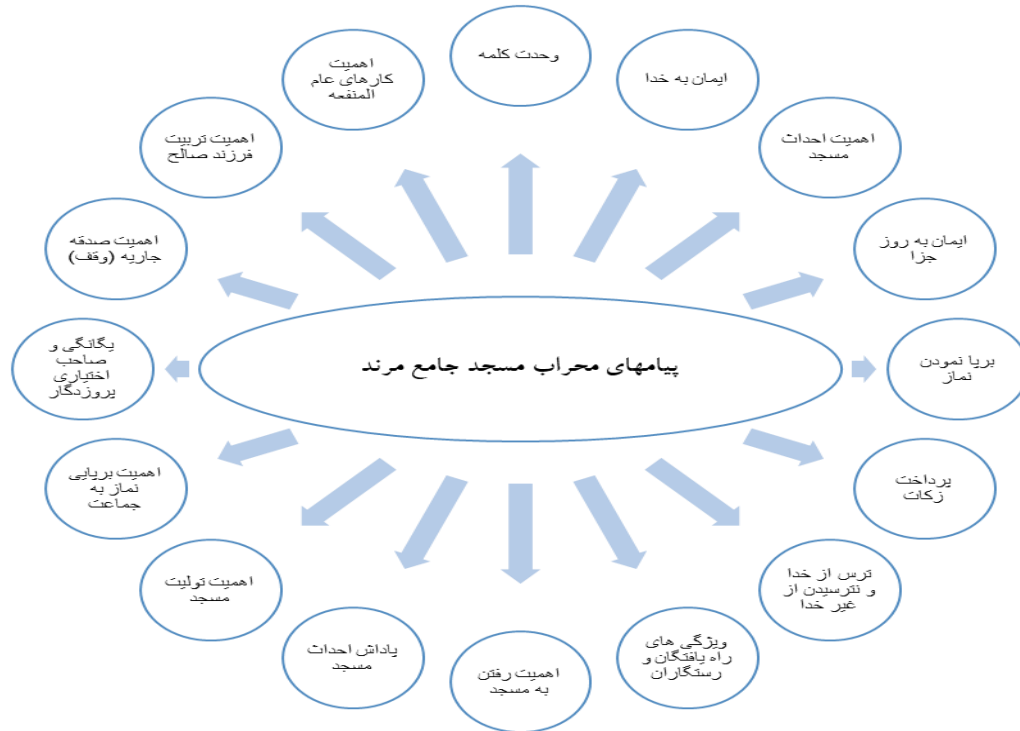 وحدت کلمه
ایمان به خدا
اهمیت احداث
مسجد
ایمان به روز
جزا
برپا نمودن
نماز
پرداخت
زکات
ترس از خدا
و نترسیدن از
غیر خدا
ویژگی های
راه یافتگان و
رستگاران
اهمیت رفتن
به مسجد
پاداش احداث
مسجد
اهمیت تولیت
مسجد
اهمیت برپایی
نماز به
جماعت
یگانگی و
صاحب
اختیاری
پروزدگار
اهمیت صدقه
جاریه (وقف)
اهمیت تربیت
فرزند صالح
اهمیت
کارهای عام
المنفعه
پیامهای محراب مسجد جامع مرند